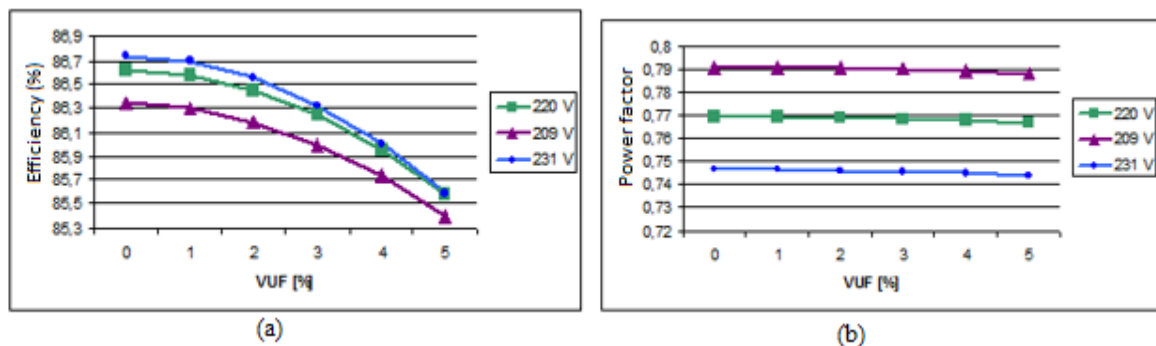 86,9
86,7
86,5
86,3
86,1
85,9
85,7
85,5
85,3
Efficiency (%)
0 1 2 3 4 5
VUF [%]
220 V
209 V
231 V
(a)
0,8
0,79
0,78
0,77
0,76
0,75
0,74
0,73
0,72
Power factor
0 1 2 3 4 5
VUF [%]
220 V
209 V
231 V
(b)